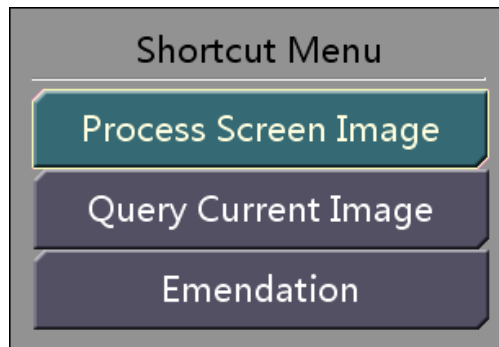 Shortcut Menu
Process Screen Image
Query Current Image
Emendation